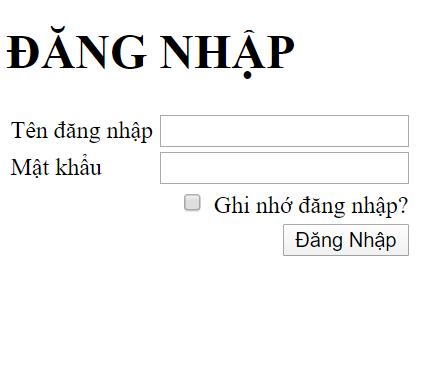 ĐĂNG NHẬP
Tên đăng nhập
Mật khẩu
Ghi nhớ đăng nhập?
Đăng Nhập